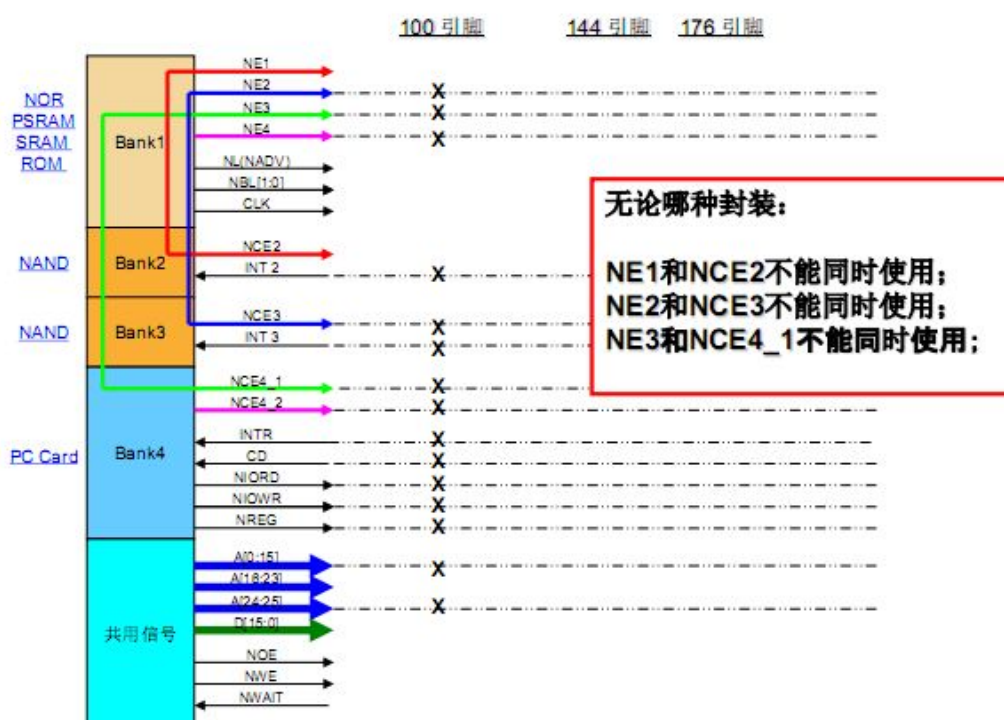 100 引脚 144 引脚 176 引脚
NE1
NE2
X
NOR
PSRAM
SRAM
ROM
NE3
X
Bank1
NE4
X
NL(NADV)
NBL[1:0]
CLK
无论哪种封装：
NE1和NCE2不能同时使用；
NE2和NCE3不能同时使用；
NE3和NCE4_1不能同时使用；
NAND
Bank2
NCE2
INT 2
X
NAND
Bank3
NCE3
X
INT 3
X
NCE4_1
X
NCE4_2
X
PC Card
Bank4
INTR
X
CD
X
NIORD
X
NIOWR
X
NREG
X
共用信号
A[0:15]
X
A[16:23]
A[24:25]
X
D[15:0]
NOE
NWE
NWAIT